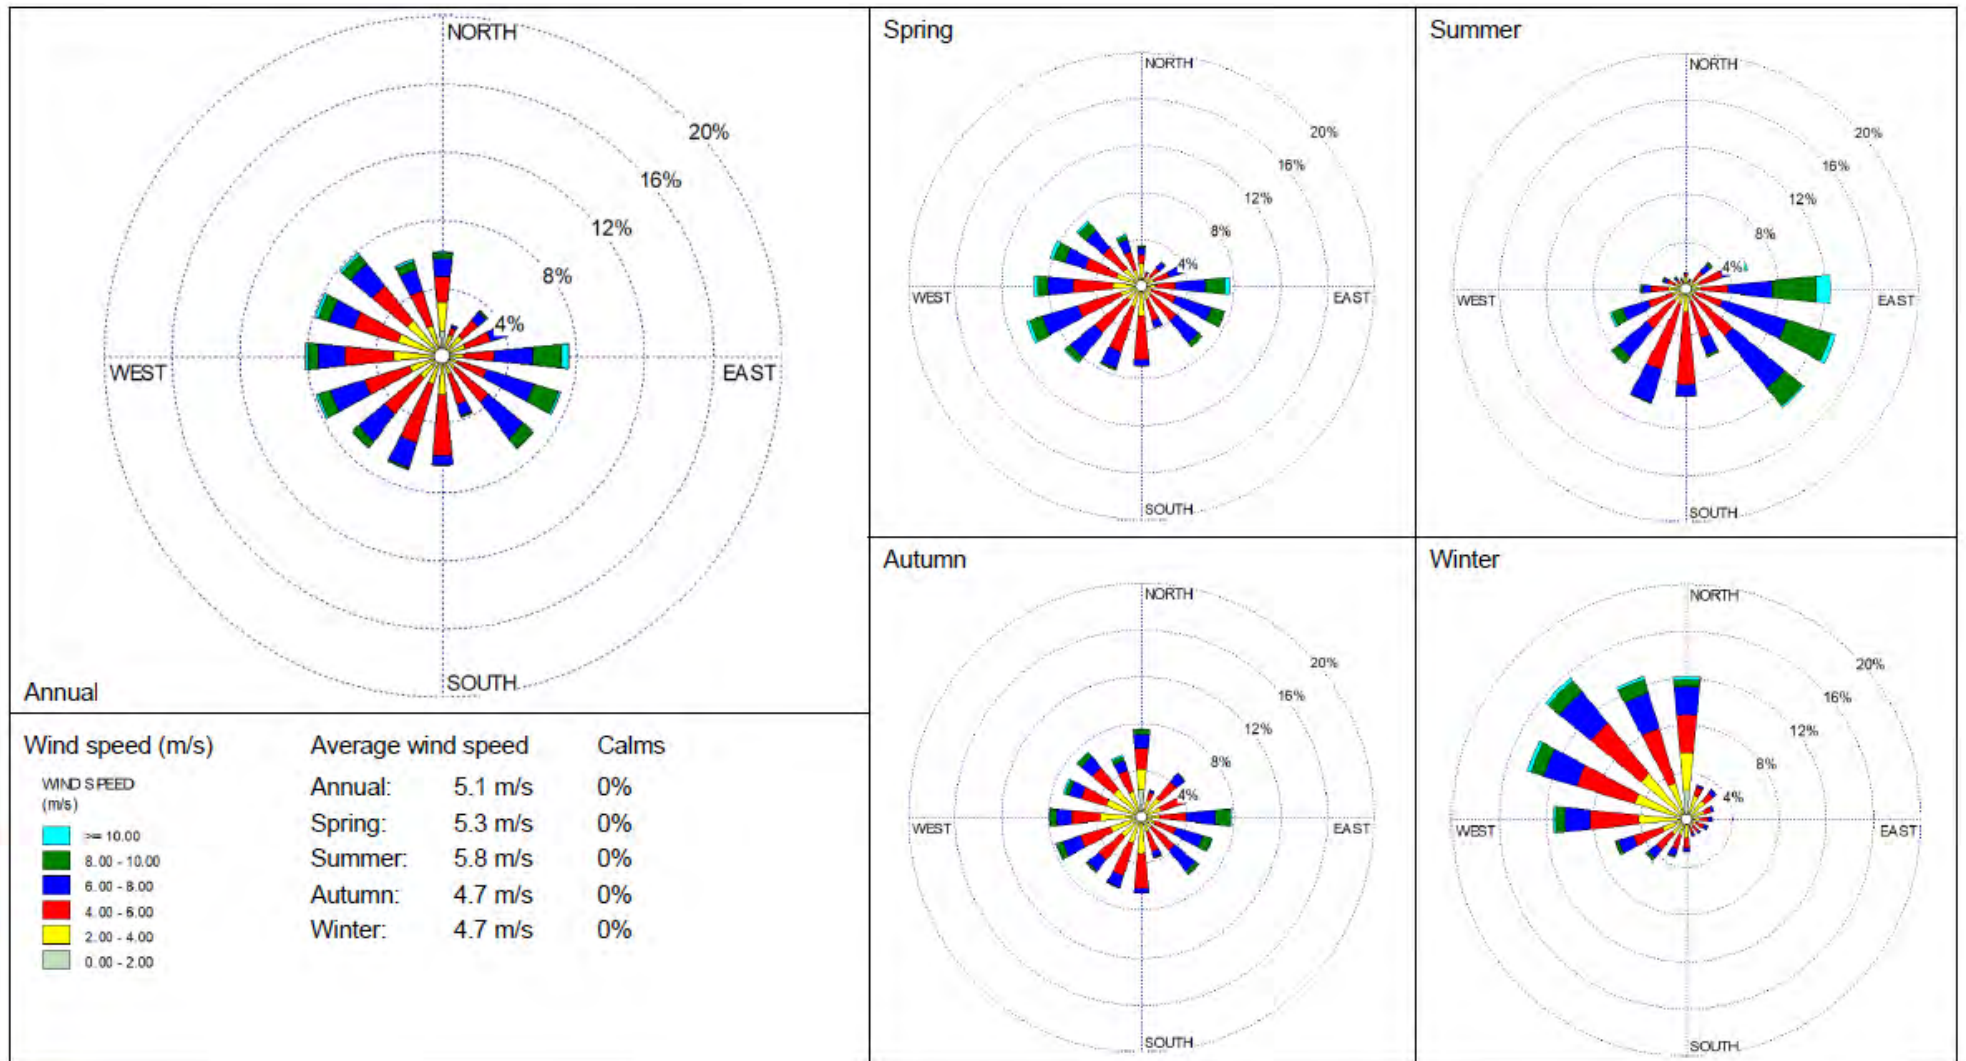 NORTH
20%
16%
12%
8%
4%
WEST
EAST
SOUTH
Annual
Spring
NORTH
20%
16%
12%
8%
4%
WEST
EAST
SOUTH
Summer
NORTH
20%
16%
12%
8%
4%
WEST
EAST
SOUTH
Wind speed (m/s)
WIND SPEED
(m/s)
>= 10.00
8.00 - 10.00
6.00 - 8.00
4.00 - 6.00
2.00 - 4.00
0.00 - 2.00
Average wind speed Calms
Annual: 5.1 m/s 0%
Spring: 5.3 m/s 0%
Summer: 5.8 m/s 0%
Autumn: 4.7 m/s 0%
Winter: 4.7 m/s 0%
Autumn
NORTH
20%
16%
12%
8%
4%
WEST
EAST
SOUTH
Winter
NORTH
20%
16%
12%
8%
4%
WEST
EAST
SOUTH